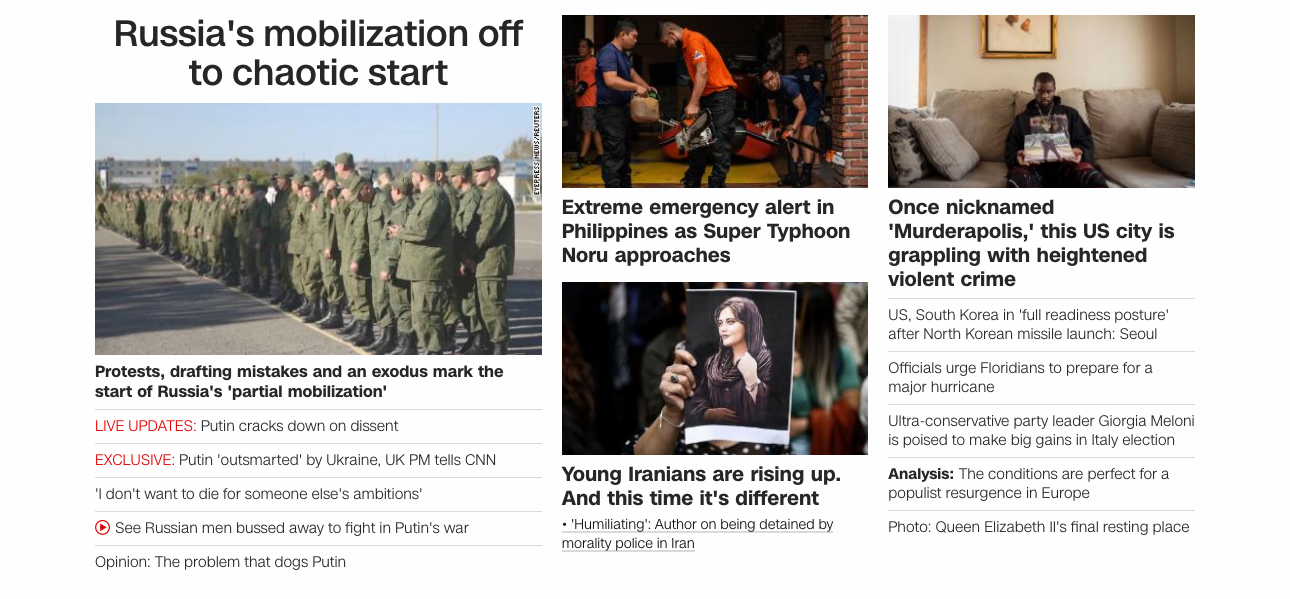 Russia's mobilization off
to chaotic start
EYEPRESS NEWS/REUTERS
Protests, drafting mistakes and an exodus mark the
start of Russia's 'partial mobilization'
LIVE UPDATES: Putin cracks down on dissent
EXCLUSIVE: Putin 'outsmarted' by Ukraine, UK PM tells CNN
'I don't want to die for someone else's ambitions'
See Russian men bussed away to fight in Putin's war
Opinion: The problem that dogs Putin
Extreme emergency alert in
Philippines as Super Typhoon
Noru approaches
Young Iranians are rising up.
And this time it's different
• 'Humiliating': Author on being detained by
morality police in Iran
Once nicknamed
'Murderapolis,' this US city is
grappling with heightened
violent crime
US, South Korea in 'full readiness posture'
after North Korean missile launch: Seoul
Officials urge Floridians to prepare for a
major hurricane
Ultra-conservative party leader Giorgia Meloni
is poised to make big gains in Italy election
Analysis: The conditions are perfect for a
populist resurgence in Europe
Photo: Queen Elizabeth II's final resting place